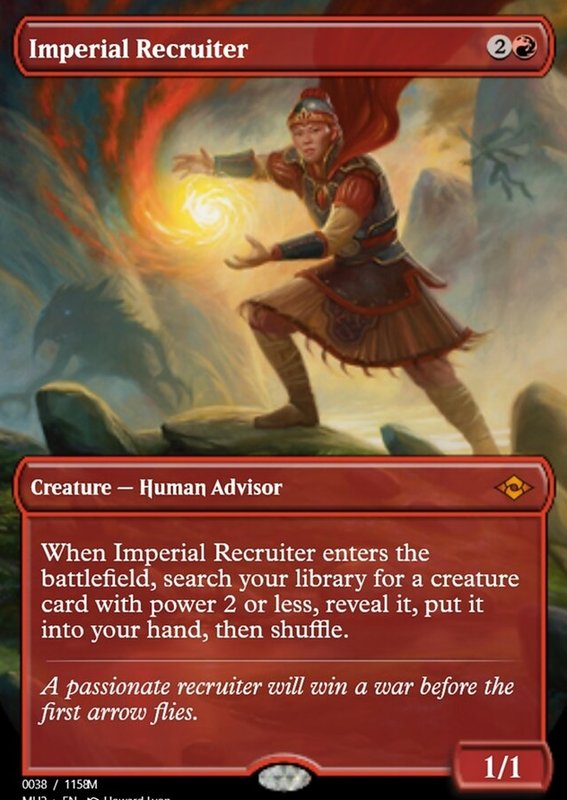 Imperial Recruiter
2
Creature — Human Advisor
When Imperial Recruiter enters the
battlefield, search your library for a creature
card with power 2 or less, reveal it, put it
into your hand, then shuffle.
A passionate recruiter will win a war before the
first arrow flies.
1/1
0038 / 1158M
EN